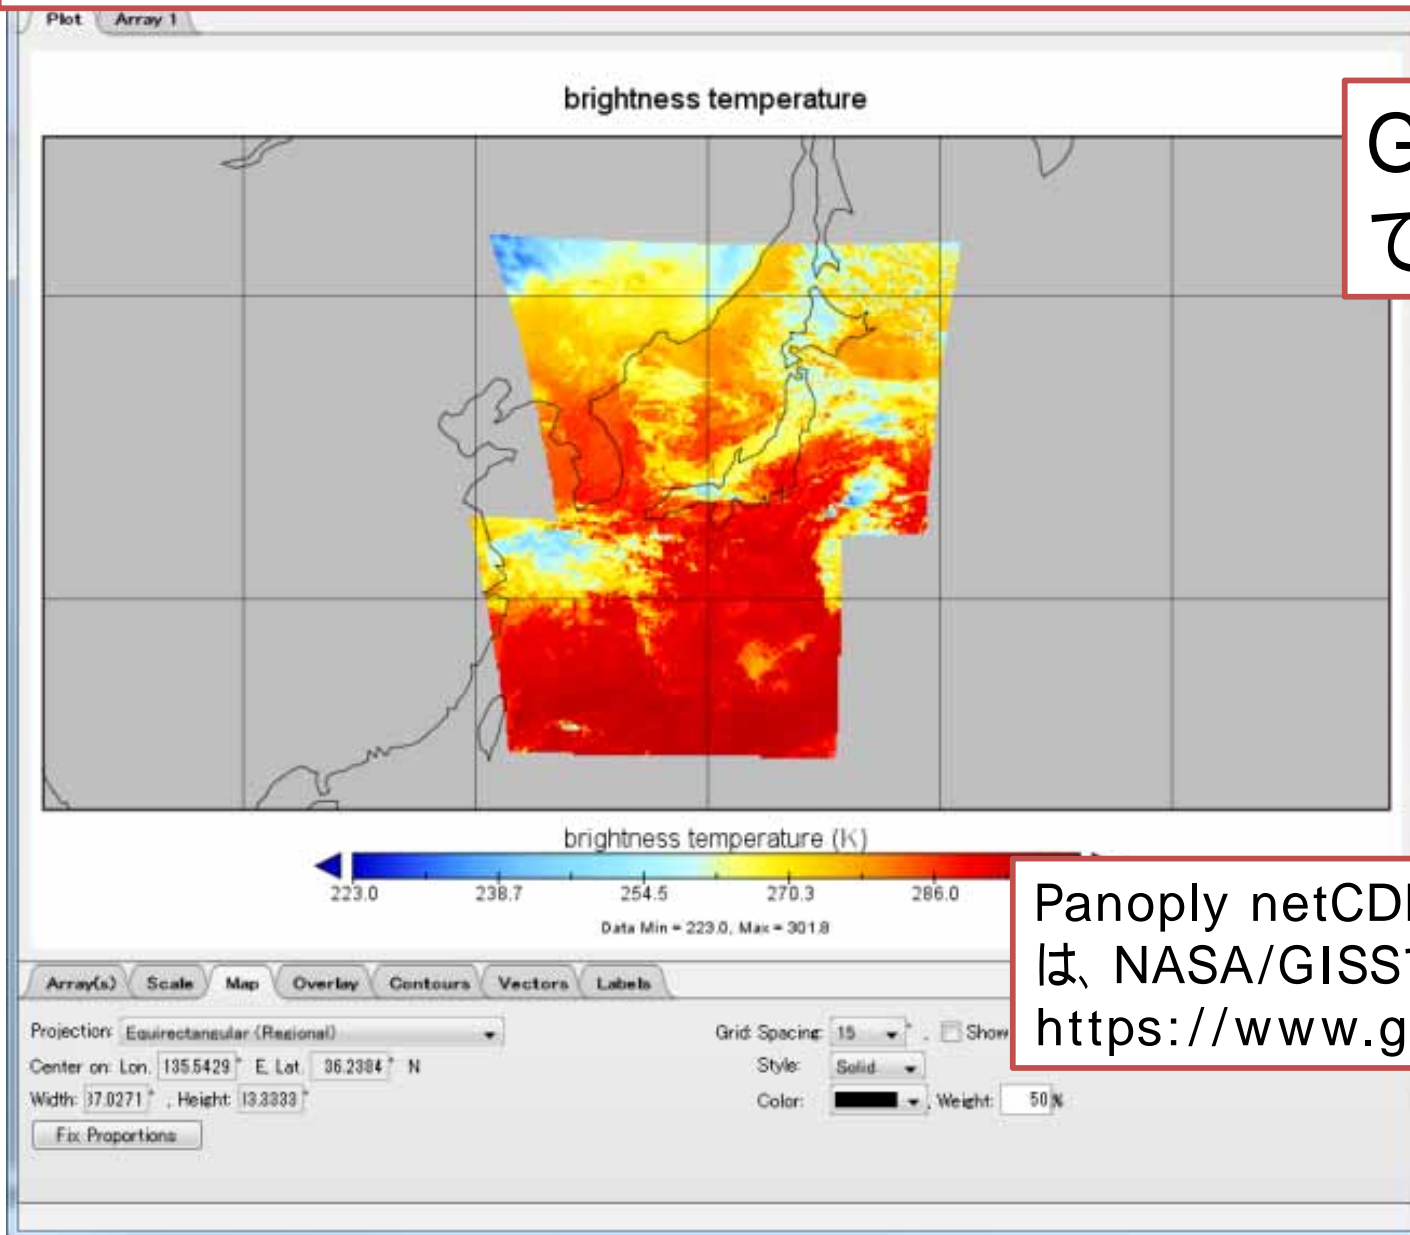 Plot Array 1
brightness temperature
G
て
brightness temperature (K)
223.0 238.7 254.5 270.3 286.0
Data Min = 223.0, Max = 301.8
Panoply netCD
は、NASA/GISS
https://www.g
Array(s) Scale Map Overlay Contours Vectors Labels
Projection: Equirectangular (Regional) Grid: Spacing: 15 ° , Show
Center on: Lon. 135.5429 ° E, Lat. 36.2384 ° N Style: Solid
Width: 37.0271 ° , Height: 43.3333 ° Color: , Weight: 50 %
Fix Proportions